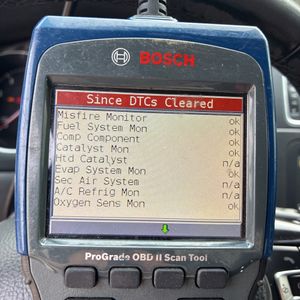 BOSCH
Since DTCs Cleared
Misfire Monitor ok
Fuel System Mon ok
Comp Component ok
Catalyst Mon ok
Htd Catalyst n/a
Evap System Mon ok
Sec Air System n/a
A/C Refrig Mon n/a
Oxygen Sens Mon ok
ProGrade OBD II Scan Tool